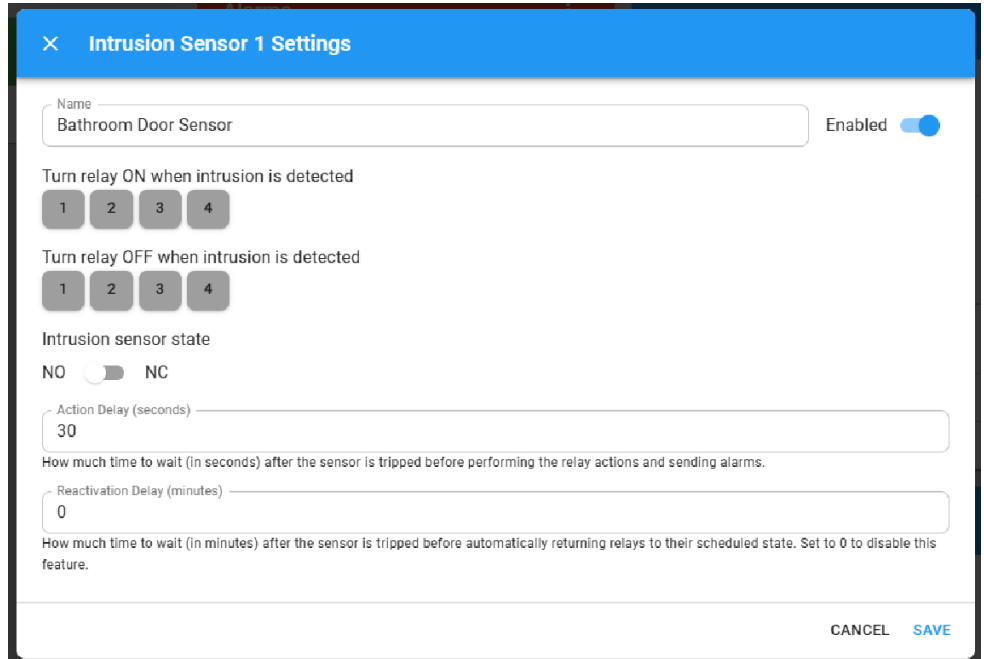 Alarms
Intrusion Sensor 1 Settings
Name
Bathroom Door Sensor
Enabled
Turn relay ON when intrusion is detected
1 2 3 4
Turn relay OFF when intrusion is detected
1 2 3 4
Intrusion sensor state
NO NC
Action Delay (seconds)
30
How much time to wait (in seconds) after the sensor is tripped before performing the relay actions and sending alarms.
Reactivation Delay (minutes)
0
How much time to wait (in minutes) after the sensor is tripped before automatically returning relays to their scheduled state. Set to 0 to disable this
feature.
CANCEL SAVE